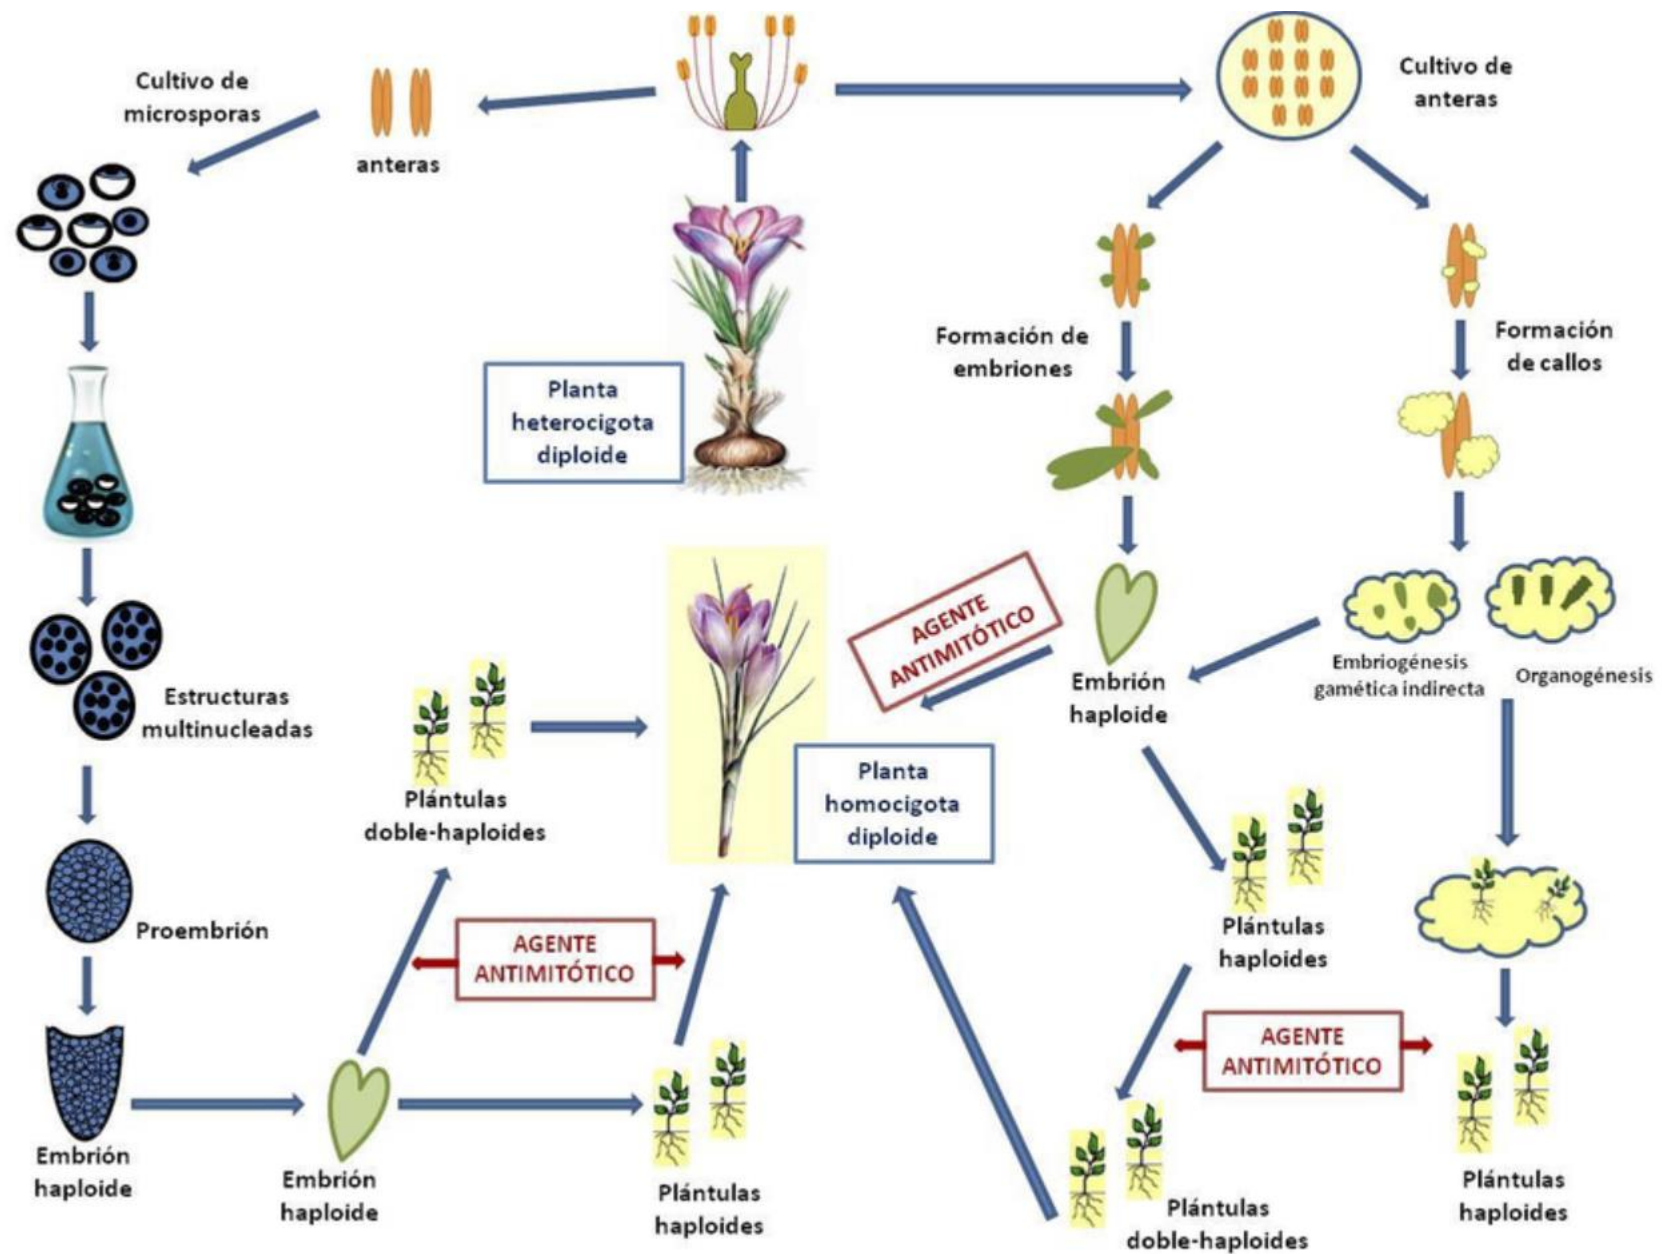 Cultivo de
microsporas
anteras
Cultivo de
anteras
Formación de
embriones
Formación
de callos
Planta
heterocigota
diploide
AGENTE
ANTIMITÓTICO
Embrión
haploide
Embriogénesis
gamética indirecta
Organogénesis
Estructuras
multinucleadas
Plántulas
doble-haploides
Planta
homocigota
diploide
Proembrión
AGENTE
ANTIMITÓTICO
Plántulas
haploides
AGENTE
ANTIMITÓTICO
Embrión
haploide
Embrión
haploide
Plántulas
haploides
Plántulas
doble-haploides
Plántulas
haploides